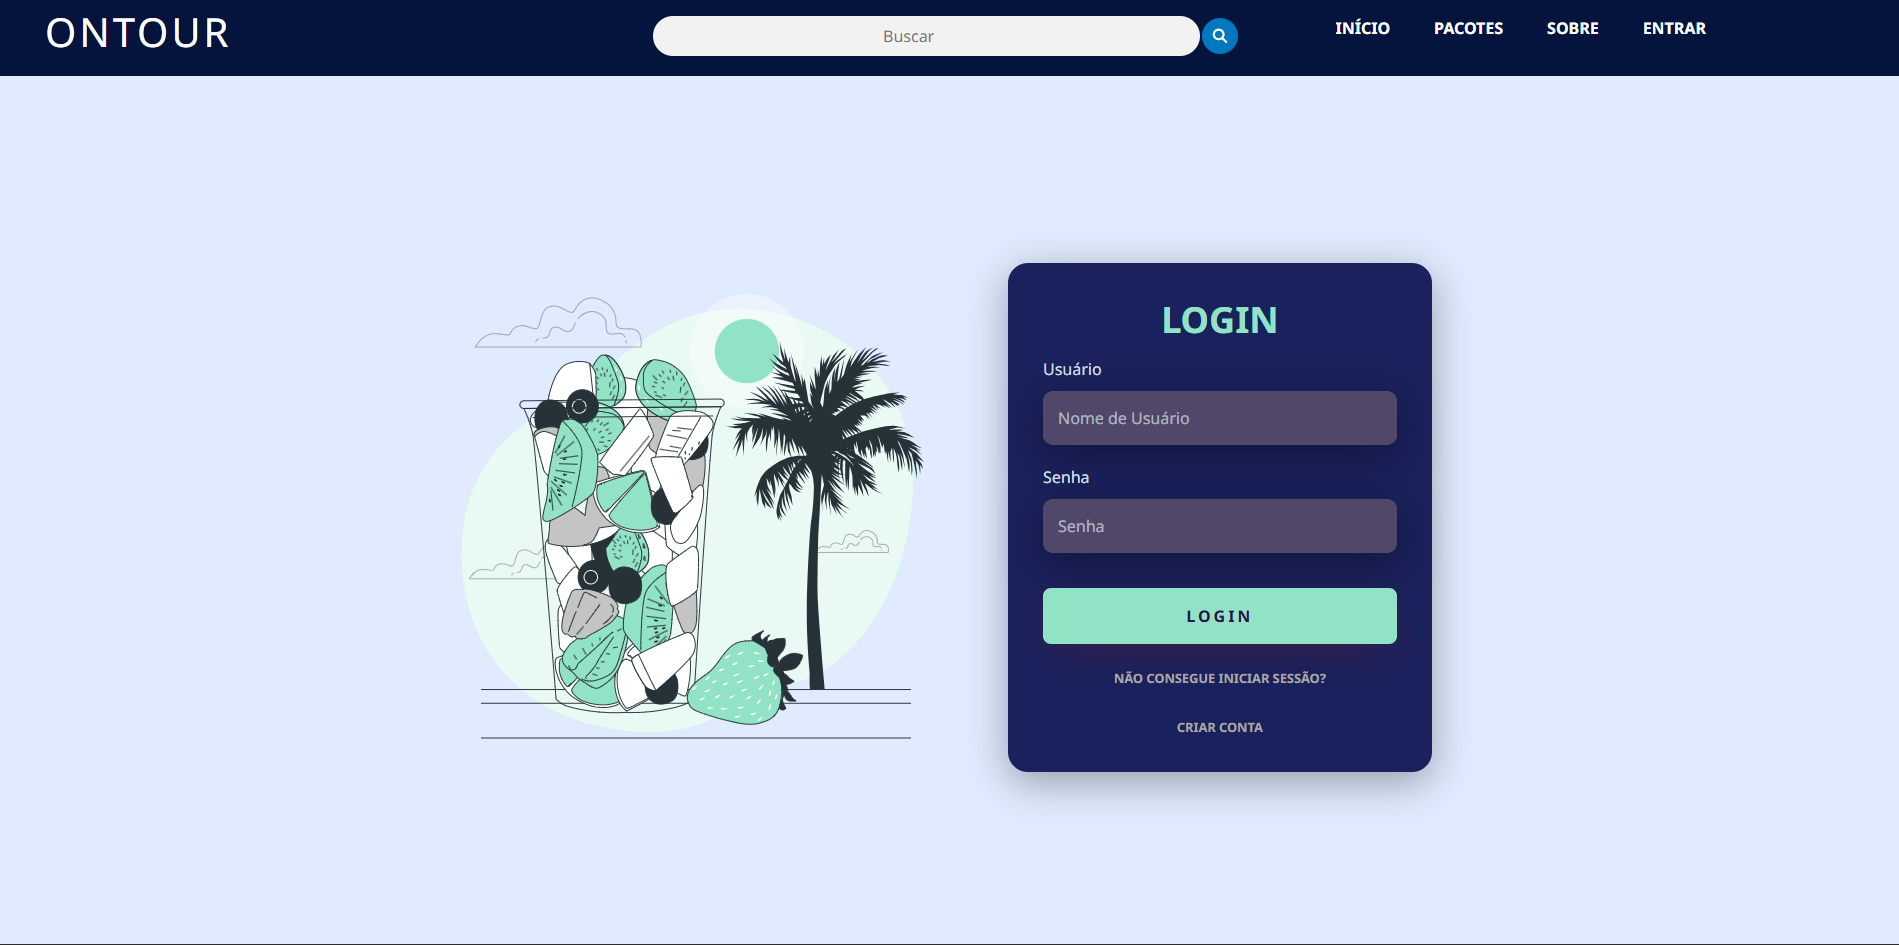 ONTOUR
Buscar
INÍCIO PACOTES SOBRE ENTRAR
LOGIN
Usuário
Nome de Usuário
Senha
Senha
LOGIN
NÃO CONSEGUE INICIAR SESSÃO?
CRIAR CONTA